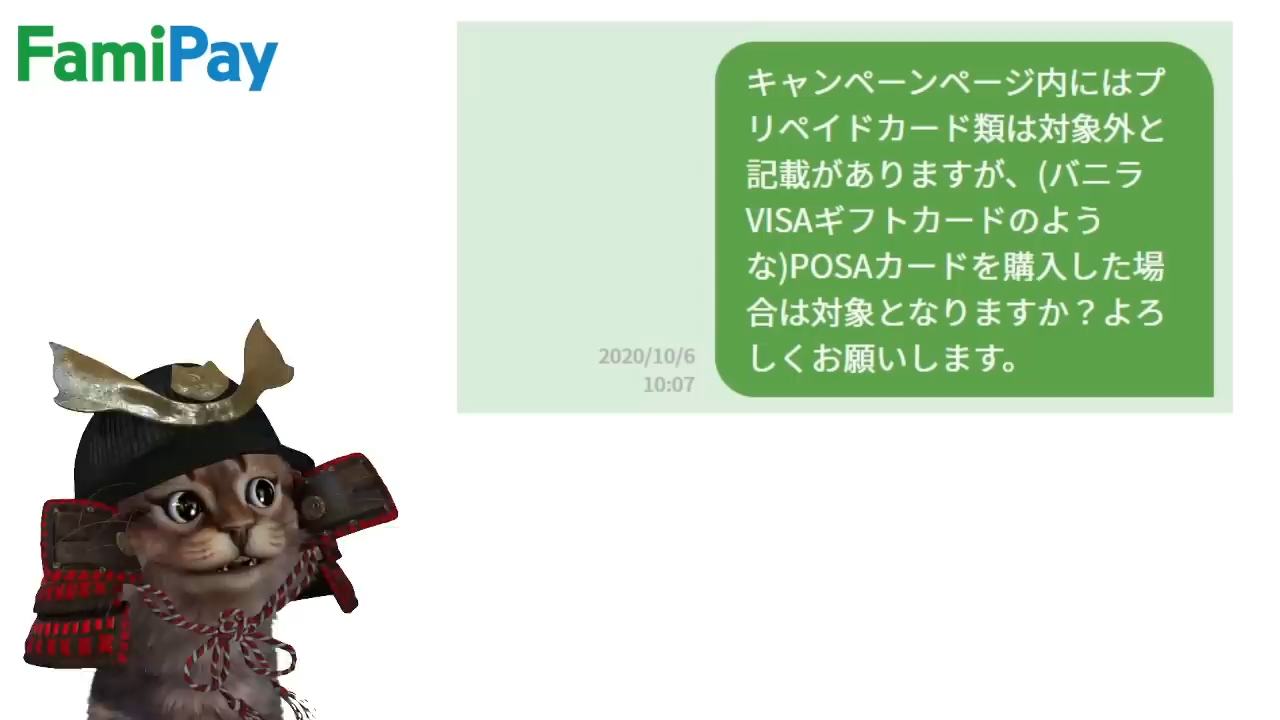 FamiPay
キャンペーンページ内にはプ
リペイドカード類は対象外と
記載がありますが、(バニラ
VISAギフトカードのよう
な)POSAカードを購入した場
合は対象となりますか？よろ
しくお願いします。
2020/10/6
10:07